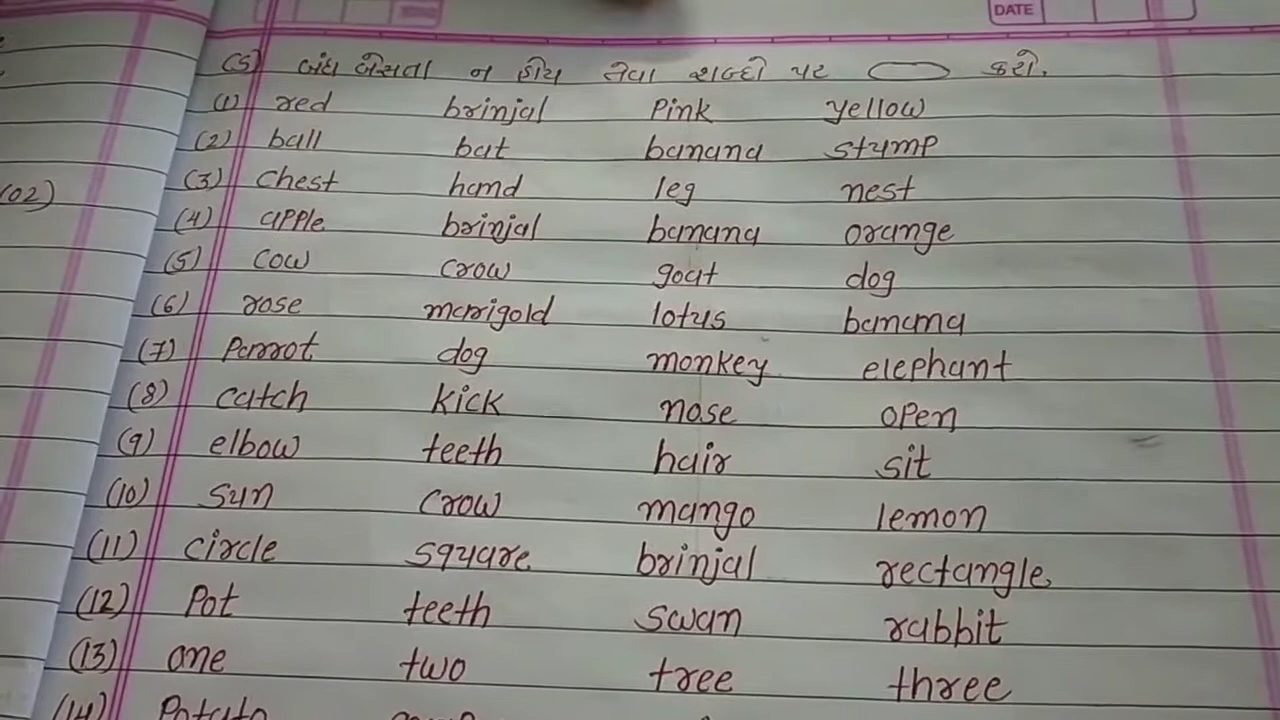 DATE
(5) બંધ બેસતા ન હોય તેવા શબ્દો પર કરો.
(1) red brinjal Pink yellow
(2) ball bat banana stump
(02)
(3) chest hand leg nest
(4) apple brinjal banana orange
(5) cow crow goat dog
(6) rose marigold lotus banana
(7) Parrot dog monkey elephant
(8) catch kick nose open
(9) elbow teeth hair sit
(10) sun crow mango lemon
(11) circle square brinjal rectangle
(12) Pot teeth swan rabbit
(13) one two tree three
(14) Potato